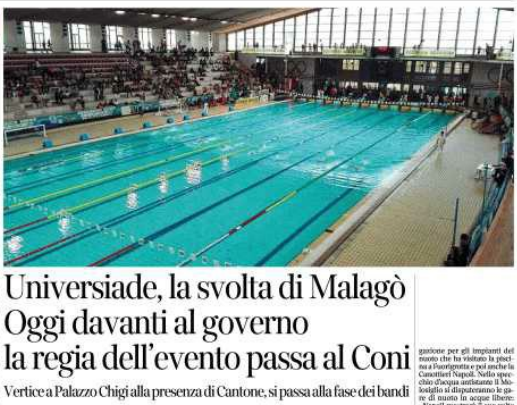 Universiade, la svolta di Malagò
Oggi davanti al governo
la regia dell'evento passa al Coni
Vertice a Palazzo Chigi alla presenza di Cantone, si passa alla fase dei bandi
gazione per gli impianti del
nuoto che ha visitato la pisci-
na a Fuorigrotta e poi anche la
Canottieri Napoli. Nello spec-
chio d'acqua antistante il Mo-
losiglio si disputeranno le ga-
re di nuoto in acque libere: